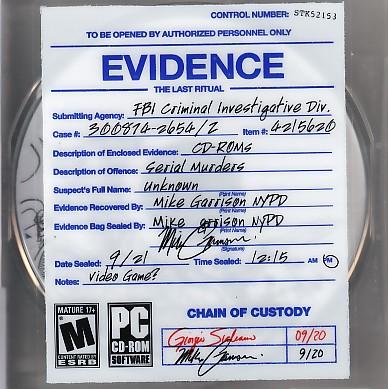 CONTROL NUMBER: STK52153
TO BE OPENED BY AUTHORIZED PERSONNEL ONLY
EVIDENCE
THE LAST RITUAL
Submitting Agency: FBI Criminal Investigative Div.
Case #: 300874-2654/2 Item #: 4215620
Description of Enclosed Evidence: CD-ROMS
Description of Offence: Serial Murders
Suspect's Full Name: Unknown
(Print Name)
Evidence Recovered By: Mike Garrison NYPD
(Print Name)
Evidence Bag Sealed By: Mike Garrison NYPD
(Print Name)
(Signature)
Date Sealed: 9/21 Time Sealed: 12:15 AM PM
Notes: Video Game?
MATURE 17+
M
CONTENT RATED BY
ESRB
PC
CD-ROM
SOFTWARE
CHAIN OF CUSTODY
09/20
9/20